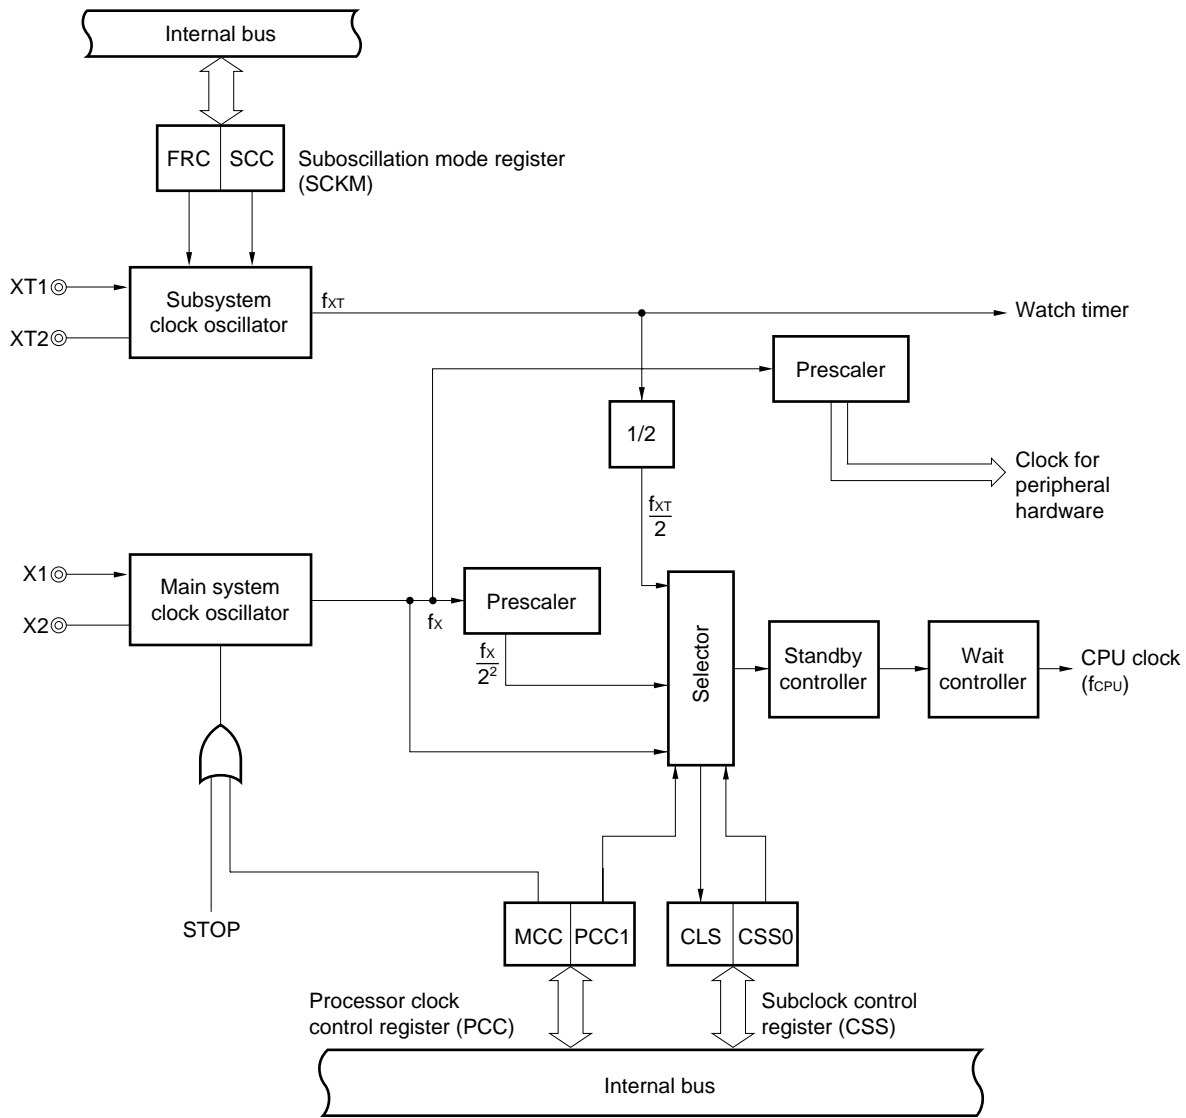 Internal bus
FRC
SCC
Suboscillation mode register
(SCKM)
XT1
XT2
Subsystem
clock oscillator
fXT
Watch timer
Prescaler
1/2
Clock for
peripheral
hardware
fXT
2
X1
X2
Main system
clock oscillator
fX
Prescaler
fX
2²
Selector
Standby
controller
Wait
controller
CPU clock
(fCPU)
STOP
MCC
PCC1
CLS
CSS0
Processor clock
control register (PCC)
Subclock control
register (CSS)
Internal bus